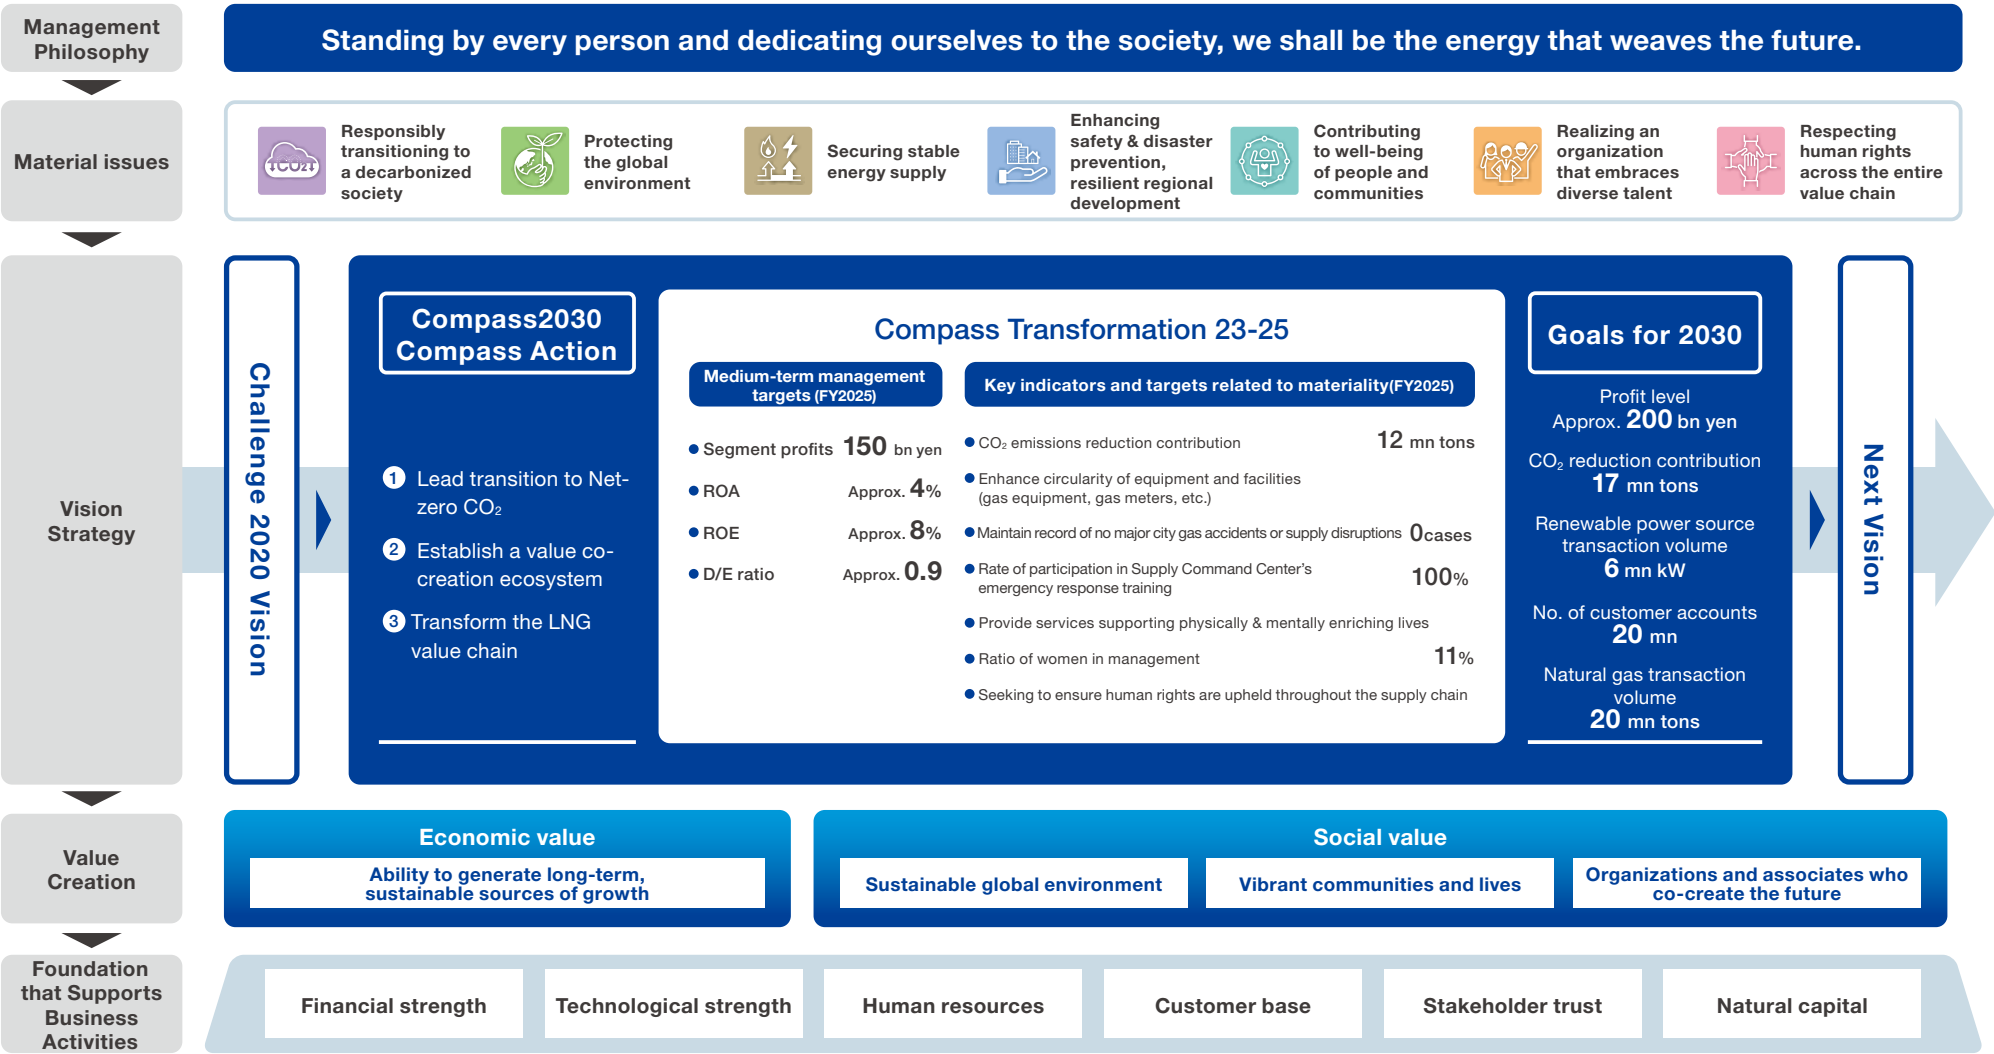 Management
Philosophy
Standing by every person and dedicating ourselves to the society, we shall be the energy that weaves the future.
Material issues
CO2
Responsibly
transitioning to
a decarbonized
society
Protecting
the global
environment
Securing stable
energy supply
Enhancing
safety & disaster
prevention,
resilient regional
development
Contributing
to well-being
of people and
communities
Realizing an
organization
that embraces
diverse talent
Respecting
human rights
across the entire
value chain
Vision
Strategy
Challenge 2020 Vision
Compass2030
Compass Action
1 Lead transition to Net-
zero CO₂
2 Establish a value co-
creation ecosystem
3 Transform the LNG
value chain
Compass Transformation 23-25
Medium-term management
targets (FY2025)
● Segment profits 150 bn yen
● ROA Approx. 4%
● ROE Approx. 8%
● D/E ratio Approx. 0.9
Key indicators and targets related to materiality(FY2025)
● CO₂ emissions reduction contribution 12 mn tons
● Enhance circularity of equipment and facilities
(gas equipment, gas meters, etc.)
● Maintain record of no major city gas accidents or supply disruptions 0cases
● Rate of participation in Supply Command Center's
emergency response training 100%
● Provide services supporting physically & mentally enriching lives
● Ratio of women in management 11%
● Seeking to ensure human rights are upheld throughout the supply chain
Goals for 2030
Profit level
Approx. 200 bn yen
CO₂ reduction contribution
17 mn tons
Renewable power source
transaction volume
6 mn kW
No. of customer accounts
20 mn
Natural gas transaction
volume
20 mn tons
Next Vision
Value
Creation
Economic value
Ability to generate long-term,
sustainable sources of growth
Social value
Sustainable global environment
Vibrant communities and lives
Organizations and associates who
co-create the future
Foundation
that Supports
Business
Activities
Financial strength
Technological strength
Human resources
Customer base
Stakeholder trust
Natural capital